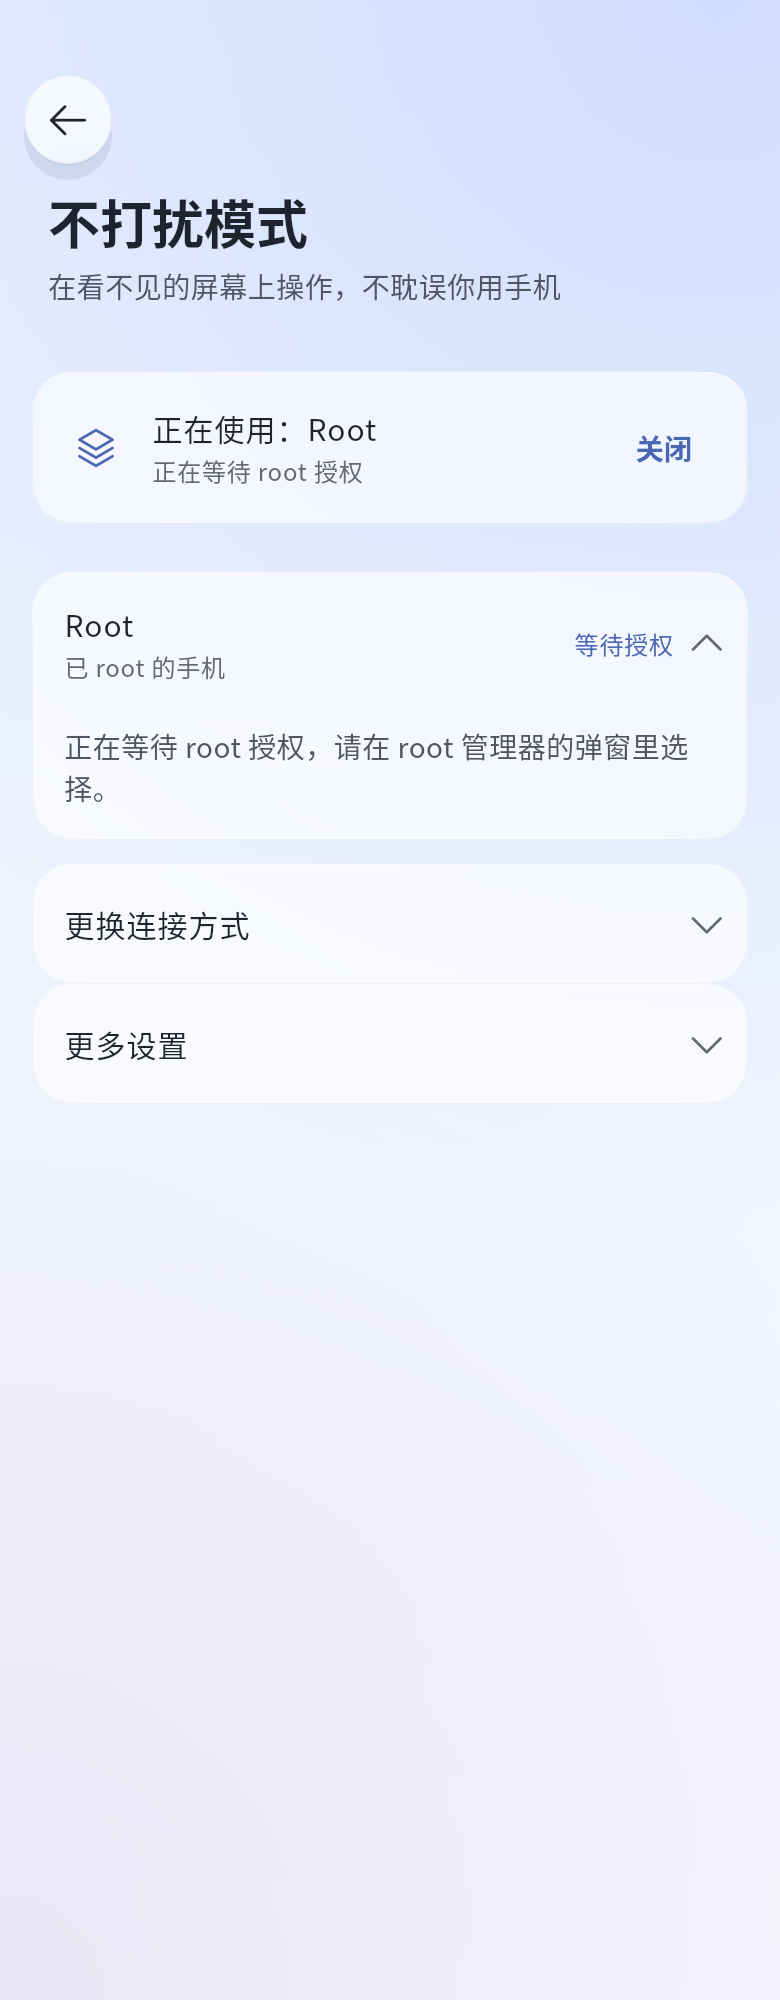 不打扰模式
在看不见的屏幕上操作，不耽误你用手机
正在使用：Root
正在等待 root 授权
关闭
Root
已 root 的手机
等待授权
正在等待 root 授权，请在 root 管理器的弹窗里选
择。
更换连接方式
更多设置